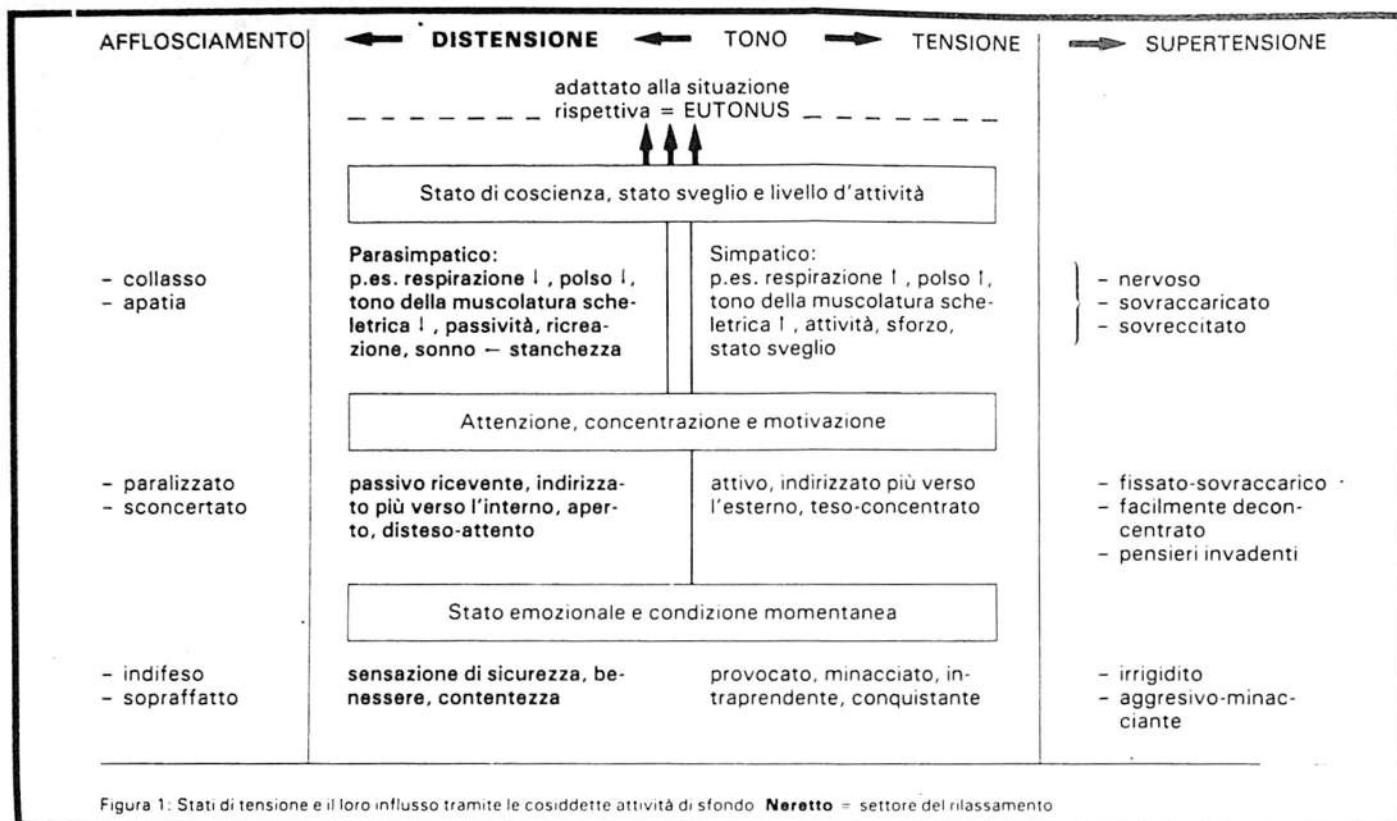 AFFLOSCIAMENTO ← DISTENSIONE ← TONO → TENSIONE ⇒ SUPERTENSIONE
adattato alla situazione
rispettiva = EUTONUS
Stato di coscienza, stato sveglio e livello d'attività
– collasso
– apatia
Parasimpatico:
p.es. respirazione ↓, polso ↓,
tono della muscolatura sche-
letrica ↓, passività, ricrea-
zione, sonno – stanchezza
Simpatico:
p.es. respirazione ↑, polso ↑,
tono della muscolatura sche-
letrica ↑, attività, sforzo,
stato sveglio
– nervoso
– sovraccaricato
– sovreccitato
Attenzione, concentrazione e motivazione
– paralizzato
– sconcertato
passivo ricevente, indirizza-
to più verso l'interno, aper-
to, disteso-attento
attivo, indirizzato più verso
l'esterno, teso-concentrato
– fissato-sovraccarico
– facilmente decon-
centrato
– pensieri invadenti
Stato emozionale e condizione momentanea
– indifeso
– sopraffatto
sensazione di sicurezza, be-
nessere, contentezza
provocato, minacciato, in-
traprendente, conquistante
– irrigidito
– aggresivo-minac-
ciante
Figura 1: Stati di tensione e il loro influsso tramite le cosiddette attività di sfondo Neretto = settore del rilassamento